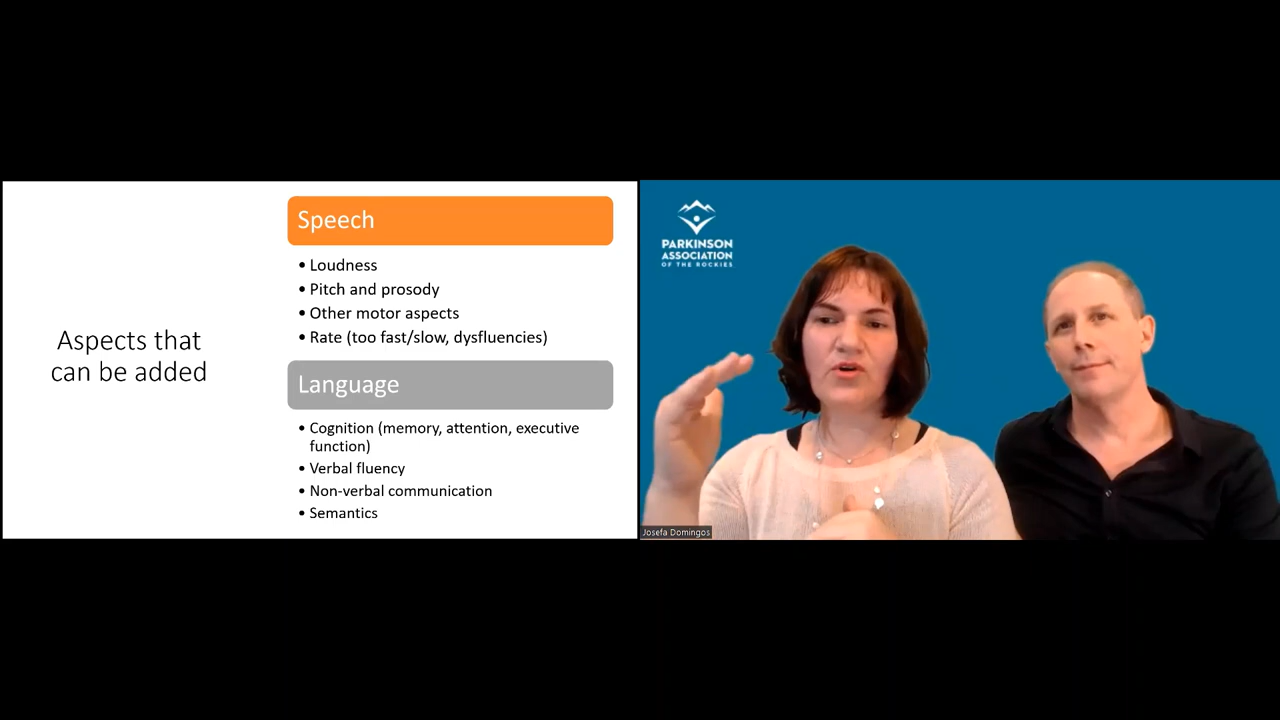 Aspects that
can be added
Speech
• Loudness
• Pitch and prosody
• Other motor aspects
• Rate (too fast/slow, dysfluencies)
Language
• Cognition (memory, attention, executive
function)
• Verbal fluency
• Non-verbal communication
• Semantics
PARKINSON
ASSOCIATION
OF THE ROCKIES
Josefa Domingos